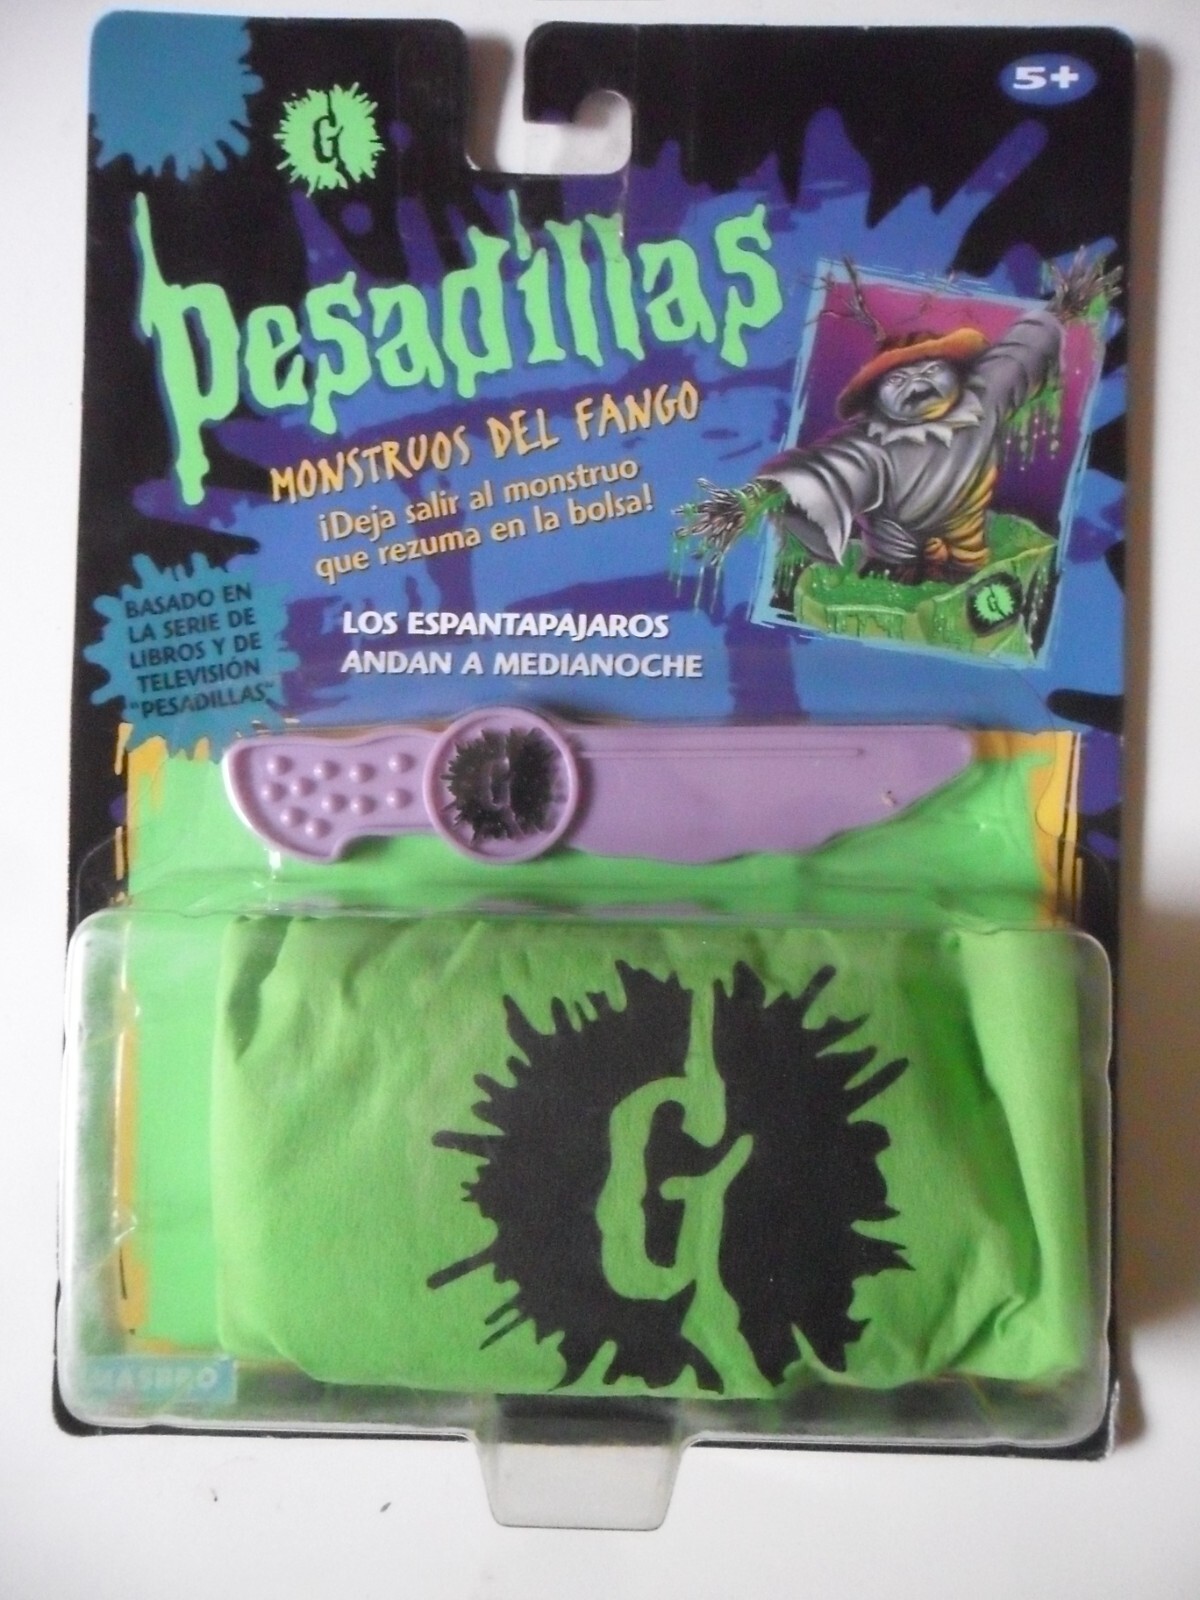 G
5+
Pesadillas
MONSTRUOS DEL FANGO
¡Deja salir al monstruo
que rezuma en la bolsa!
G
BASADO EN
LA SERIE DE
LIBROS Y DE
TELEVISIÓN
"PESADILLAS"
LOS ESPANTAPAJAROS
ANDAN A MEDIANOCHE
G
G
HASBRO